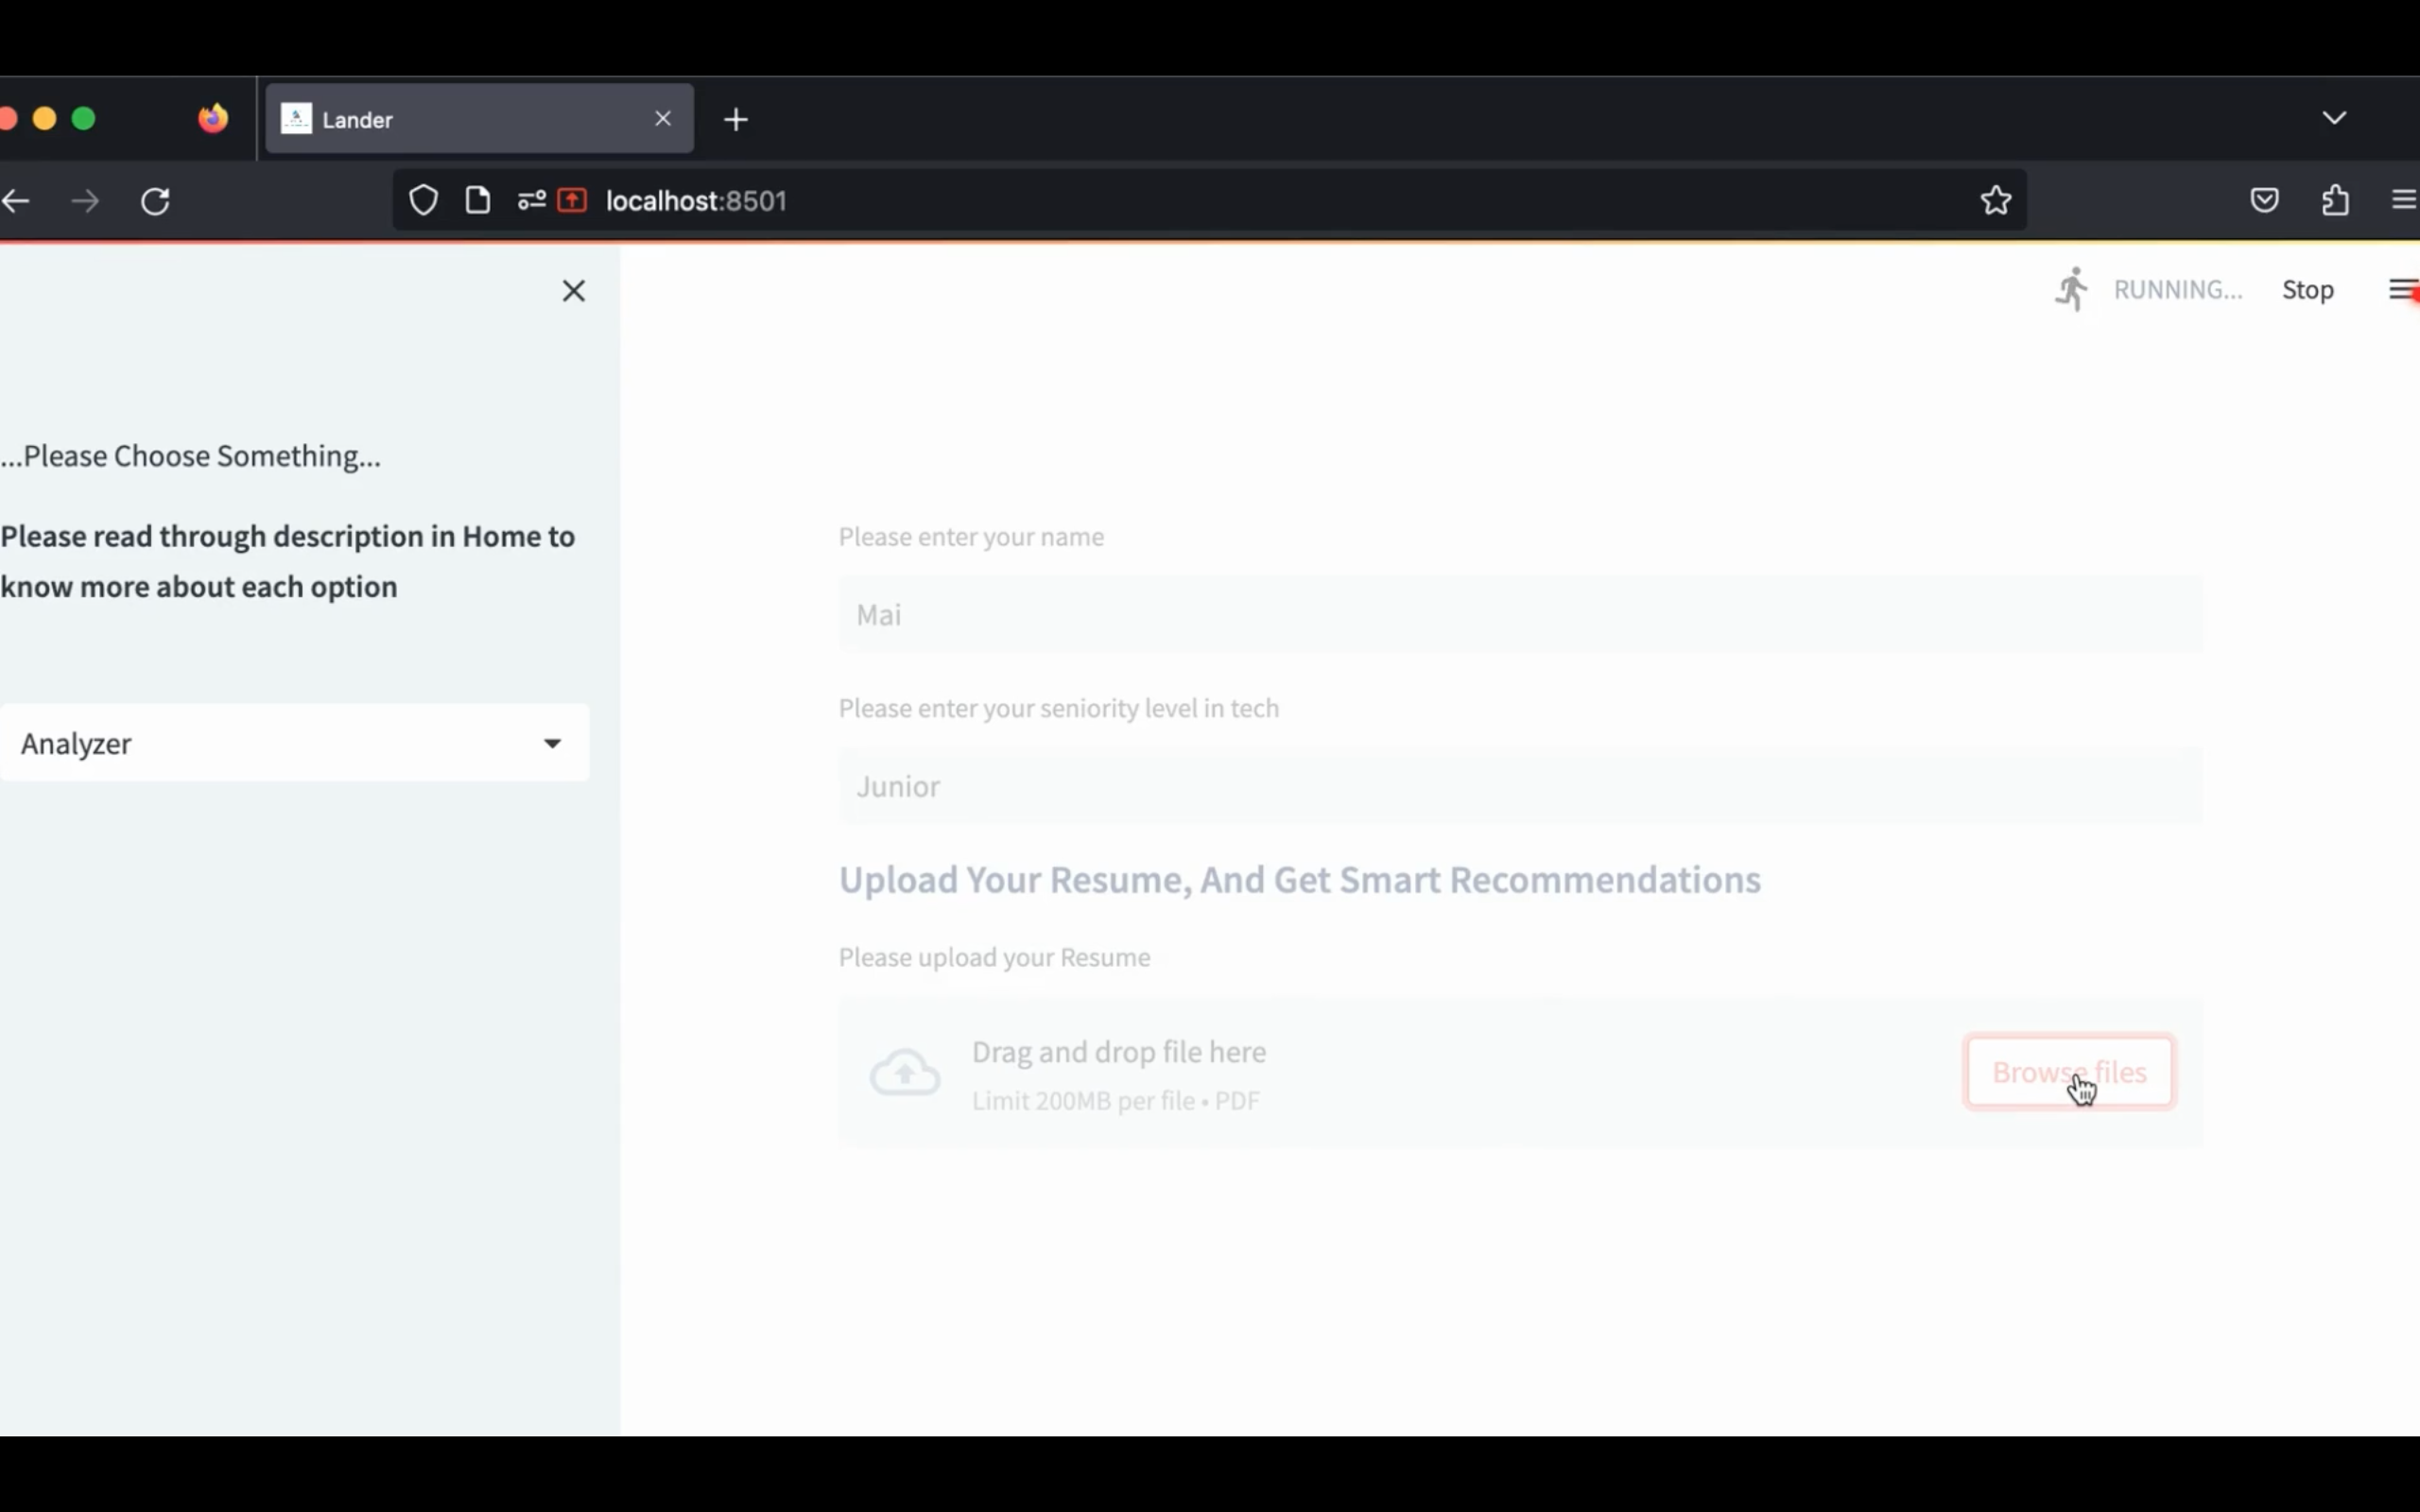 Lander
localhost:8501
RUNNING...
Stop
...Please Choose Something...
Please read through description in Home to
know more about each option
Analyzer
Please enter your name
Mai
Please enter your seniority level in tech
Junior
Upload Your Resume, And Get Smart Recommendations
Please upload your Resume
Drag and drop file here
Limit 200MB per file • PDF
Browse files